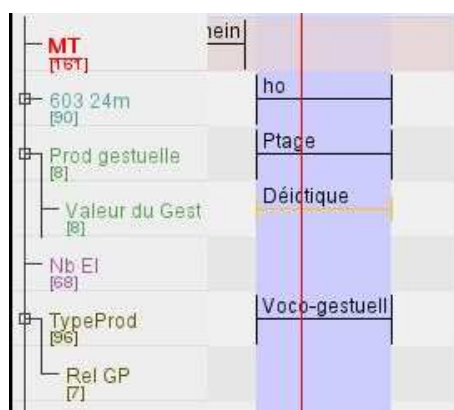 hein
MT
[161]
ho
603 24m
[90]
Ptage
Prod gestuelle
[8]
Déictique
Valeur du Gest
[8]
Nb El
[68]
Voco-gestuell
TypeProd
[96]
Rel GP
[7]